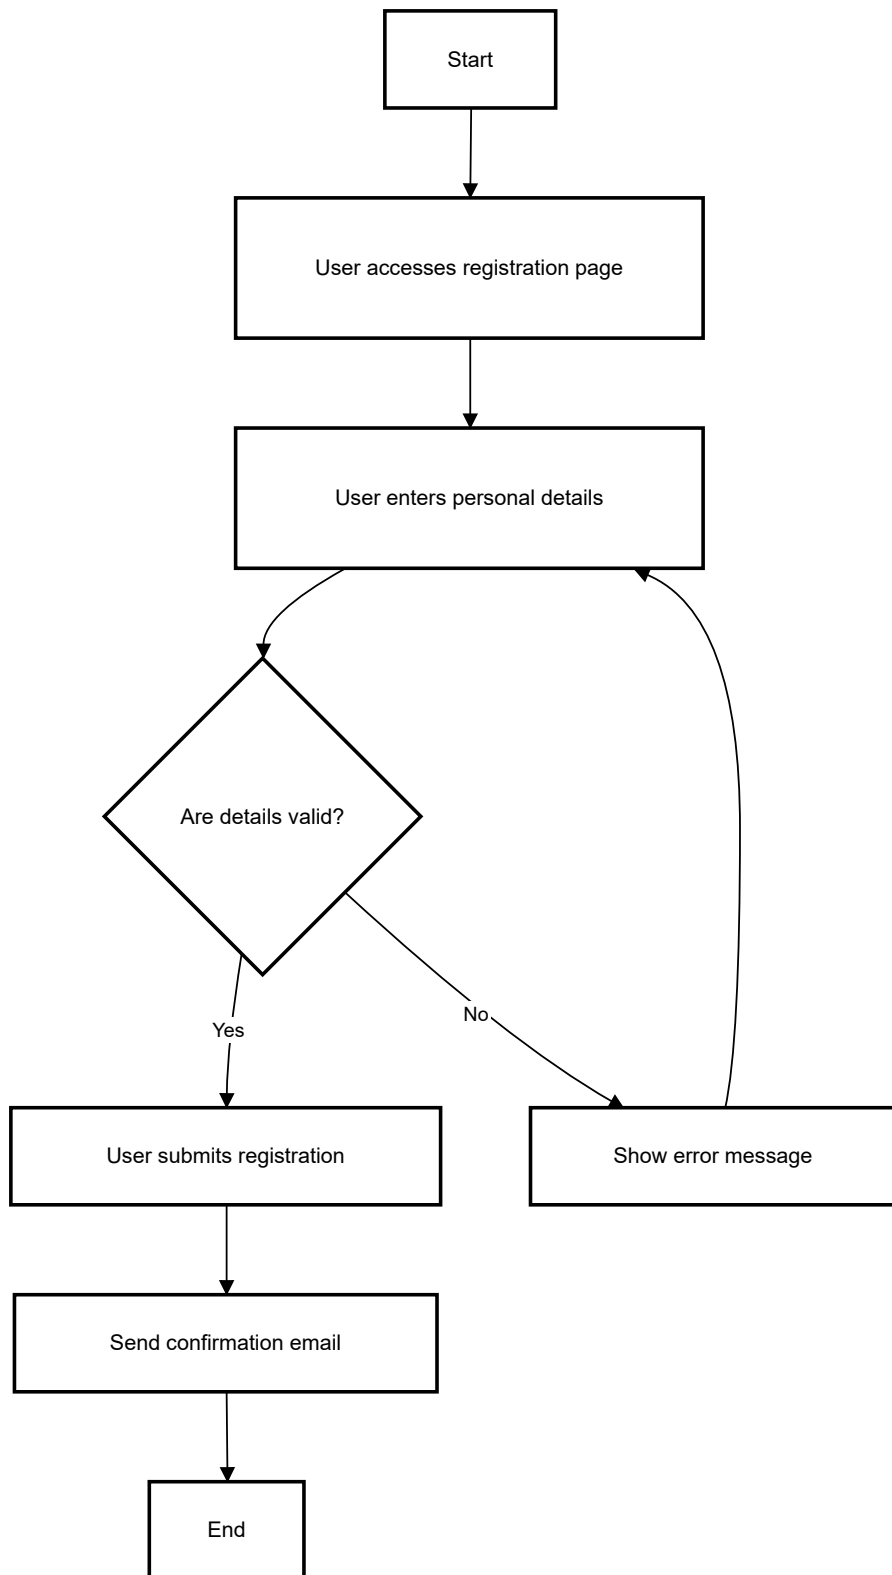 Start
User accesses registration page
User enters personal details
Are details valid?
No
Yes
User submits registration
Show error message
Send confirmation email
End